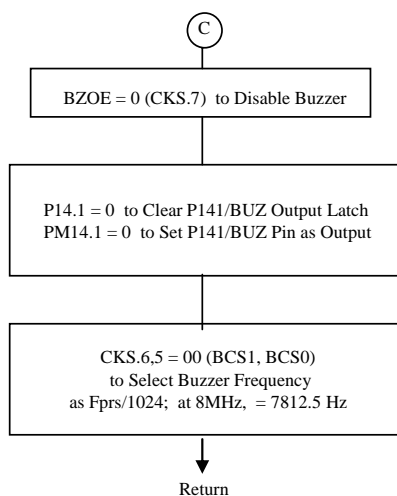 C
BZOE = 0 (CKS.7) to Disable Buzzer
P14.1 = 0 to Clear P141/BUZ Output Latch
PM14.1 = 0 to Set P141/BUZ Pin as Output
CKS.6,5 = 00 (BCS1, BCS0)
to Select Buzzer Frequency
as Fprs/1024; at 8MHz, = 7812.5 Hz
Return